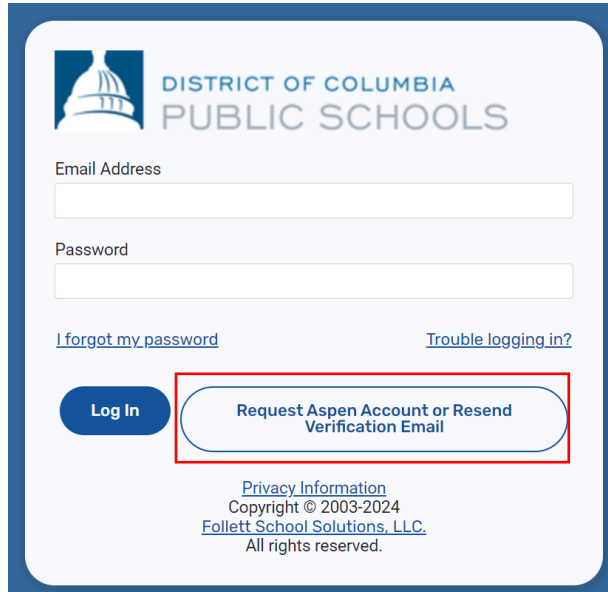 DISTRICT OF COLUMBIA
PUBLIC SCHOOLS
Email Address
Password
I forgot my password
Trouble logging in?
Log In
Request Aspen Account or Resend
Verification Email
Privacy Information
Copyright © 2003-2024
Follett School Solutions, LLC.
All rights reserved.